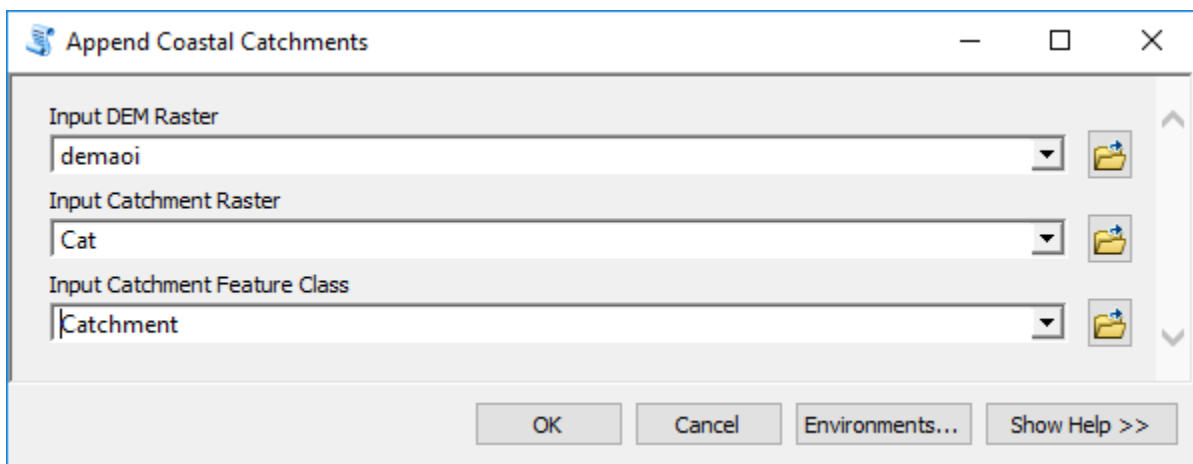 Append Coastal Catchments
Input DEM Raster
demaoi
Input Catchment Raster
Cat
Input Catchment Feature Class
Catchment
OK Cancel Environments... Show Help >>